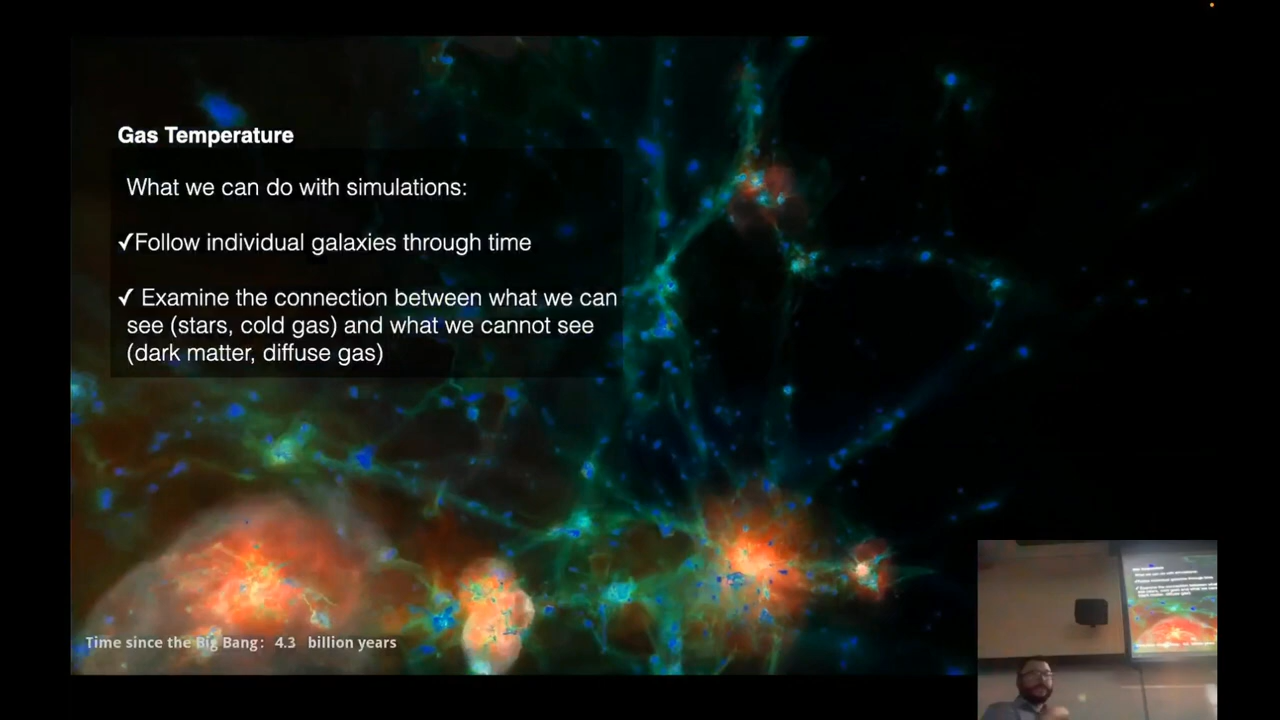 Gas Temperature
What we can do with simulations:
✓Follow individual galaxies through time
✓ Examine the connection between what we can
see (stars, cold gas) and what we cannot see
(dark matter, diffuse gas)
Time since the Big Bang: 4.3 billion years